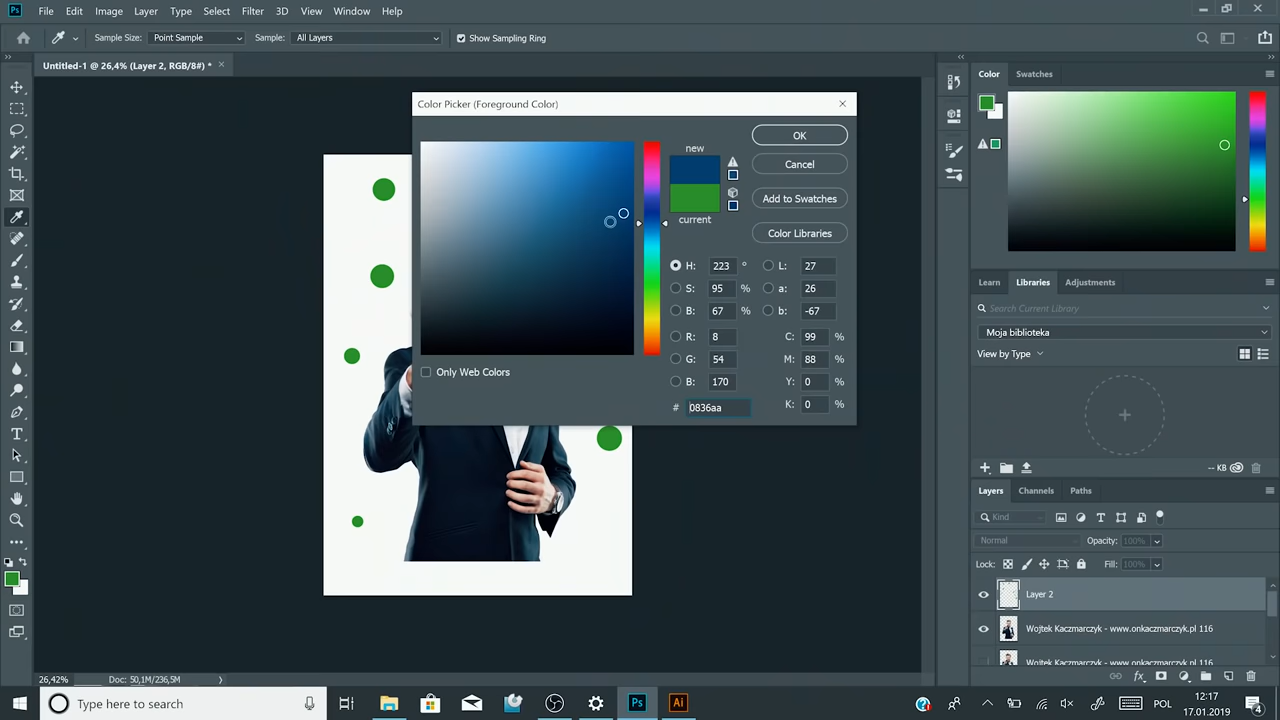 Ps File Edit Image Layer Type Select Filter 3D View Window Help
Sample Size: Point Sample Sample: All Layers Show Sampling Ring
Untitled-1 @ 26,4% (Layer 2, RGB/8#) *
Color Swatches
Color Picker (Foreground Color)
new
current
OK
Cancel
Add to Swatches
Color Libraries
H: 223 ° L: 27
S: 95 % a: 26
B: 67 % b: -67
R: 8 C: 99 %
G: 54 M: 88 %
B: 170 Y: 0 %
# 0836aa K: 0 %
Only Web Colors
Learn Libraries Adjustments
Search Current Library
Moja biblioteka
View by Type
-- KB
Layers Channels Paths
Kind
Normal Opacity: 100%
Lock: Fill: 100%
Layer 2
Wojtek Kaczmarczyk - www.onkaczmarczyk.pl 116
Wojtek Kaczmarczyk - www.onkaczmarczyk.pl 116
fx
26,42% Doc: 50,1M/236,5M
Type here to search
Ps Ai
POL
12:17
17.01.2019
4